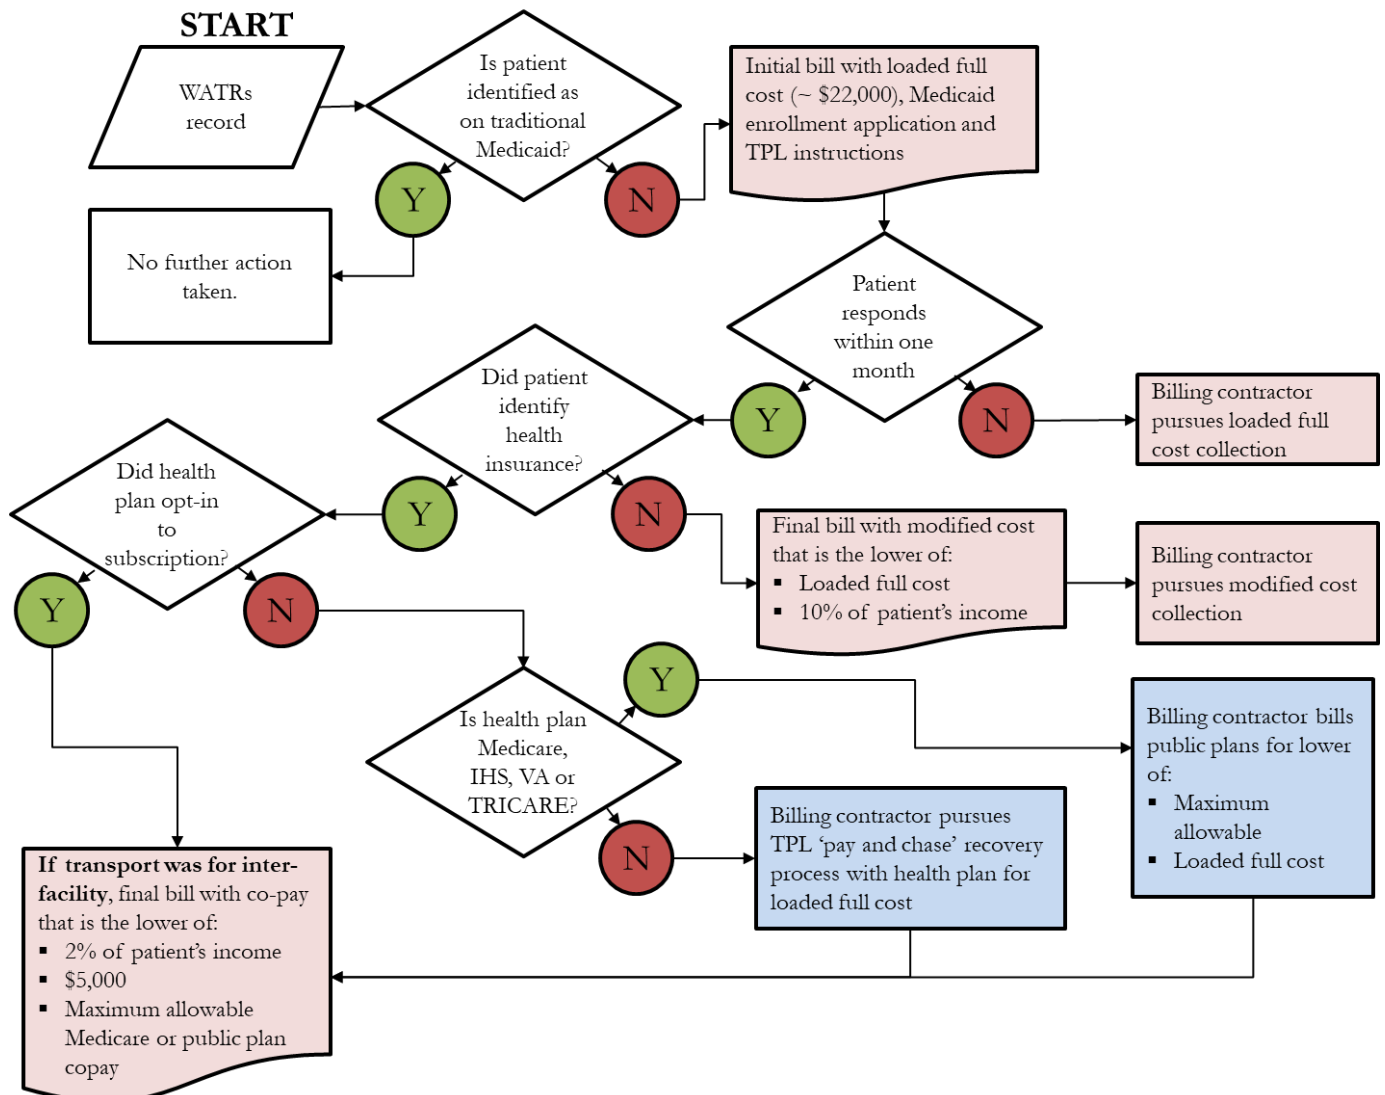 START
WATRs
record
Is patient
identified as
on traditional
Medicaid?
Y
N
Initial bill with loaded full
cost (~ $22,000), Medicaid
enrollment application and
TPL instructions
No further action
taken.
Patient
responds
within one
month
Y
N
Billing contractor
pursues loaded full
cost collection
Did patient
identify
health
insurance?
Y
N
Final bill with modified cost
that is the lower of:
▪ Loaded full cost
▪ 10% of patient’s income
Billing contractor
pursues modified cost
collection
Did health
plan opt-in
to
subscription?
Y
N
Is health plan
Medicare,
IHS, VA or
TRICARE?
Y
N
Billing contractor bills
public plans for lower
of:
▪ Maximum
allowable
▪ Loaded full cost
Billing contractor pursues
TPL ‘pay and chase’ recovery
process with health plan for
loaded full cost
If transport was for inter-
facility, final bill with co-pay
that is the lower of:
▪ 2% of patient’s income
▪ $5,000
▪ Maximum allowable
Medicare or public plan
copay